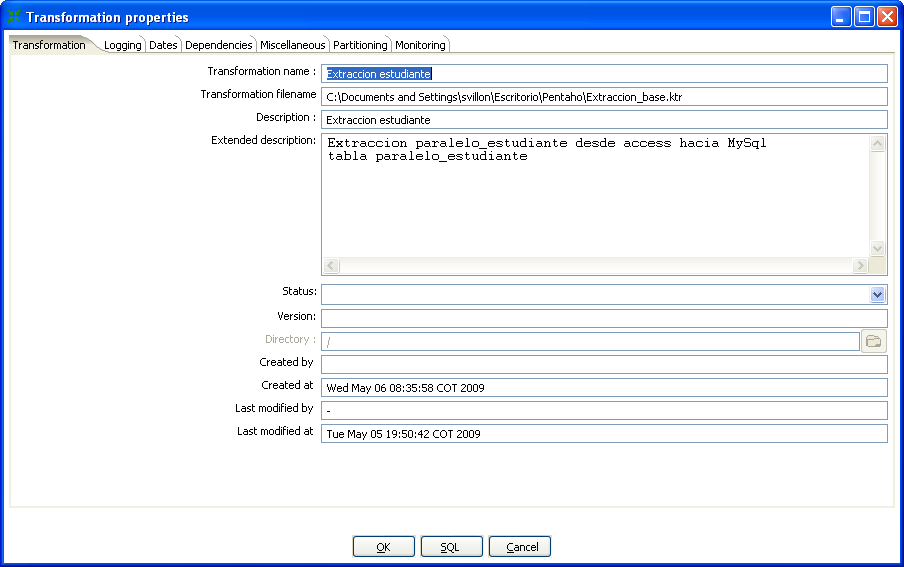 Transformation properties
Transformation Logging Dates Dependencies Miscellaneous Partitioning Monitoring
Transformation name : Extraccion estudiante
Transformation filename C:\Documents and Settings\svillon\Escritorio\Pentaho\Extraccion_base.ktr
Description : Extraccion estudiante
Extended description: Extraccion paralelo_estudiante desde access hacia MySql
tabla paralelo_estudiante
Status:
Version:
Directory : /
Created by
Created at Wed May 06 08:35:58 COT 2009
Last modified by -
Last modified at Tue May 05 19:50:42 COT 2009
OK SQL Cancel